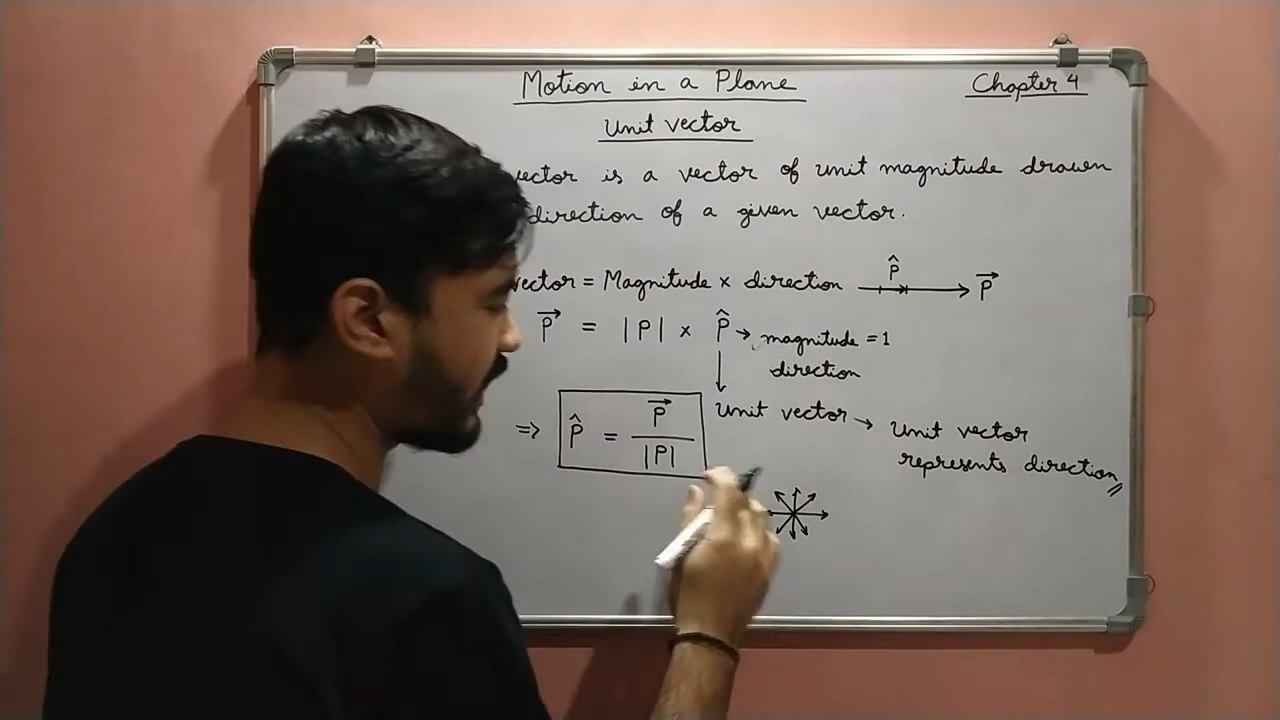 Motion in a Plane
Chapter 4
Unit vector
vector is a vector of unit magnitude drawn
direction of a given vector.
vector = Magnitude × direction
P̂
P⃗
P⃗ = |P| × P̂ → magnitude = 1
direction
Unit vector → Unit vector
represents direction
⇒ P̂ = P⃗ / |P|